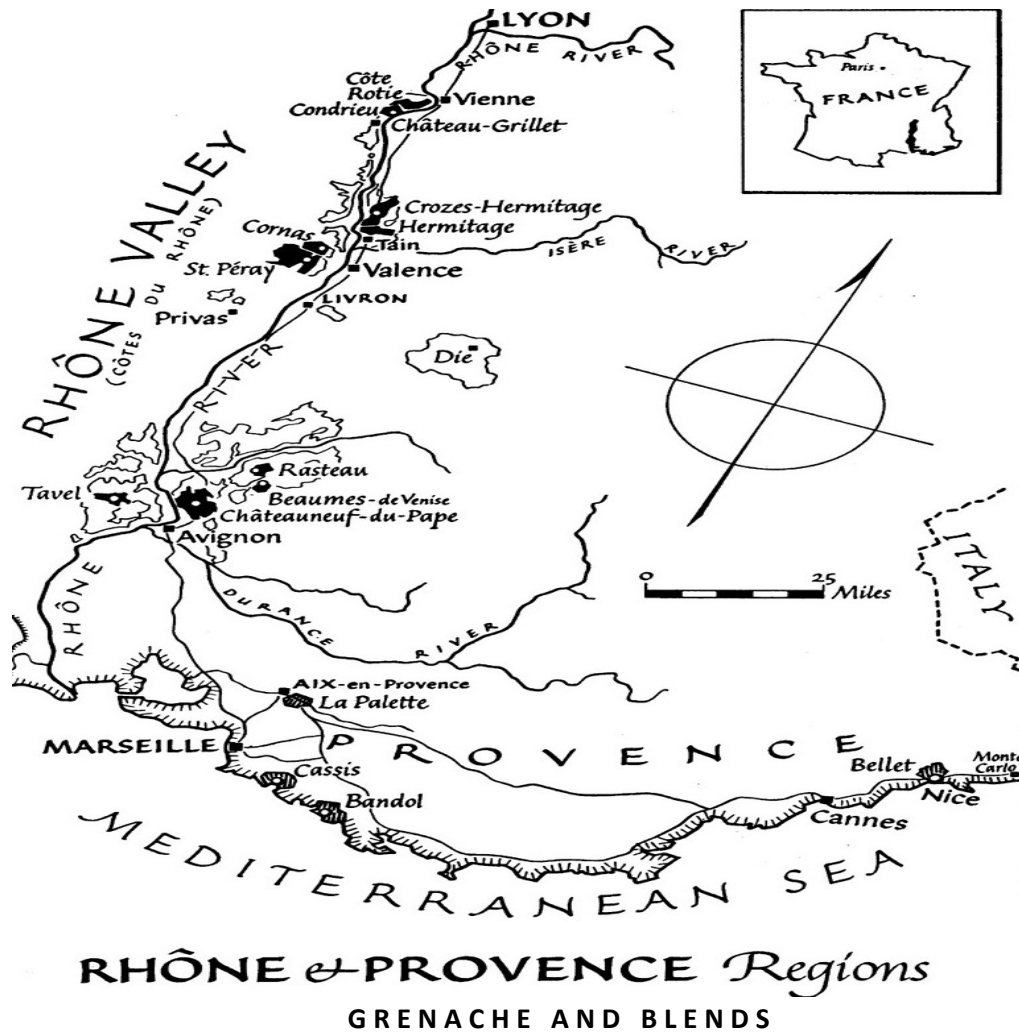 LYON
RHÔNE RIVER
Paris
FRANCE
Côte
Rotie
Vienne
Condrieu
Château-Grillet
RHÔNE VALLEY
(CÔTES DU RHÔNE)
Crozes-Hermitage
Hermitage
Cornas
Tain
ISÈRE RIVER
St. Péray
Valence
LIVRON
Privas
Die
RIVER
Rasteau
Tavel
Beaumes-de Venise
Châteauneuf-du-Pape
Avignon
ITALY
0 25
Miles
RHÔNE
DURANCE RIVER
AIX-en-Provence
La Palette
MARSEILLE
PROVENCE
Cassis
Bellet
Monte
Carlo
Nice
Bandol
Cannes
MEDITERRANEAN SEA
RHÔNE & PROVENCE Regions
GRENACHE AND BLENDS